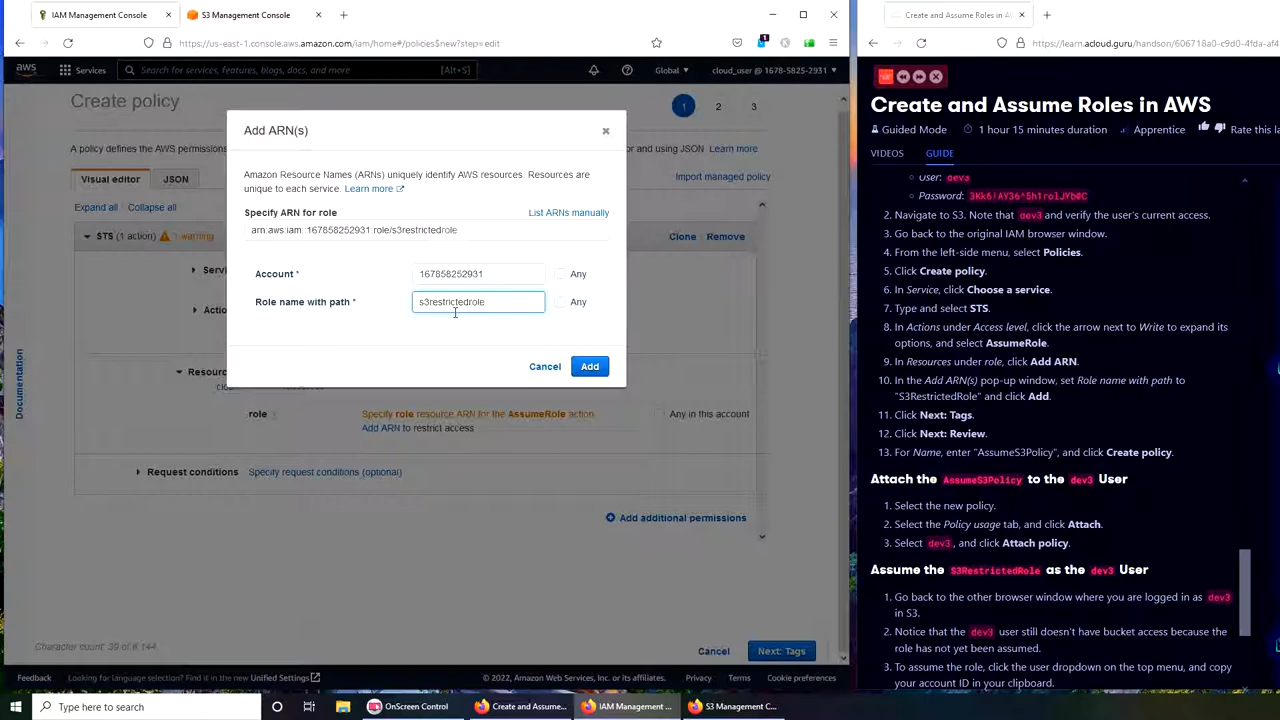 IAM Management Console
S3 Management Console
Create and Assume Roles in A
https://us-east-1.console.aws.amazon.com/iam/home#/policies$new?step=edit
https://learn.acloud.guru/handson/606718a0-c9d0-4fda-af4
aws
Services
Search for services, features, blogs, docs, and more
[Alt+S]
Global
cloud_user @ 1678-5825-2931
Create policy
1
2
3
A policy defines the AWS permissions
or and using JSON. Learn more
Visual editor
JSON
Import managed policy
Expand all
Collapse all
STS (1 action)
1 warning
Clone
Remove
Servi
Actio
Resourc
clo
role
Specify role resource ARN for the AssumeRole action.
Add ARN to restrict access
Any in this account
Request conditions
Specify request conditions (optional)
Add additional permissions
Documentation
Character count: 39 of 6,144.
Cancel
Next: Tags
Add ARN(s)
Amazon Resource Names (ARNs) uniquely identify AWS resources. Resources are
unique to each service. Learn more
Specify ARN for role
List ARNs manually
arn:aws:iam::167858252931:role/s3restrictedrole
Account *
167858252931
Any
Role name with path *
s3restrictedrole
Any
Cancel
Add
Feedback
Looking for language selection? Find it in the new Unified Settings
© 2022, Amazon Web Services, Inc. or its affiliates.
Privacy
Terms
Cookie preferences
Create and Assume Roles in AWS
Guided Mode
1 hour 15 minutes duration
Apprentice
Rate this la
VIDEOS
GUIDE
User: dev3
Password:
2. Navigate to S3. Note that dev3 and verify the user's current access.
3. Go back to the original IAM browser window.
4. From the left-side menu, select Policies.
5. Click Create policy.
6. In Service, click Choose a service.
7. Type and select STS.
8. In Actions under Access level, click the arrow next to Write to expand its
options, and select AssumeRole.
9. In Resources under role, click Add ARN.
10. In the Add ARN(s) pop-up window, set Role name with path to
"S3RestrictedRole" and click Add.
11. Click Next: Tags.
12. Click Next: Review.
13. For Name, enter "AssumeS3Policy", and click Create policy.
Attach the AssumeS3Policy to the dev3 User
1. Select the new policy.
2. Select the Policy usage tab, and click Attach.
3. Select dev3, and click Attach policy.
Assume the S3RestrictedRole as the dev3 User
1. Go back to the other browser window where you are logged in as dev3
in S3.
2. Notice that the dev3 user still doesn't have bucket access because the
role has not yet been assumed.
3. To assume the role, click the user dropdown on the top menu, and copy
your account ID in your clipboard.
Type here to search
OnScreen Control
Create and Assume...
IAM Management ...
S3 Management C...